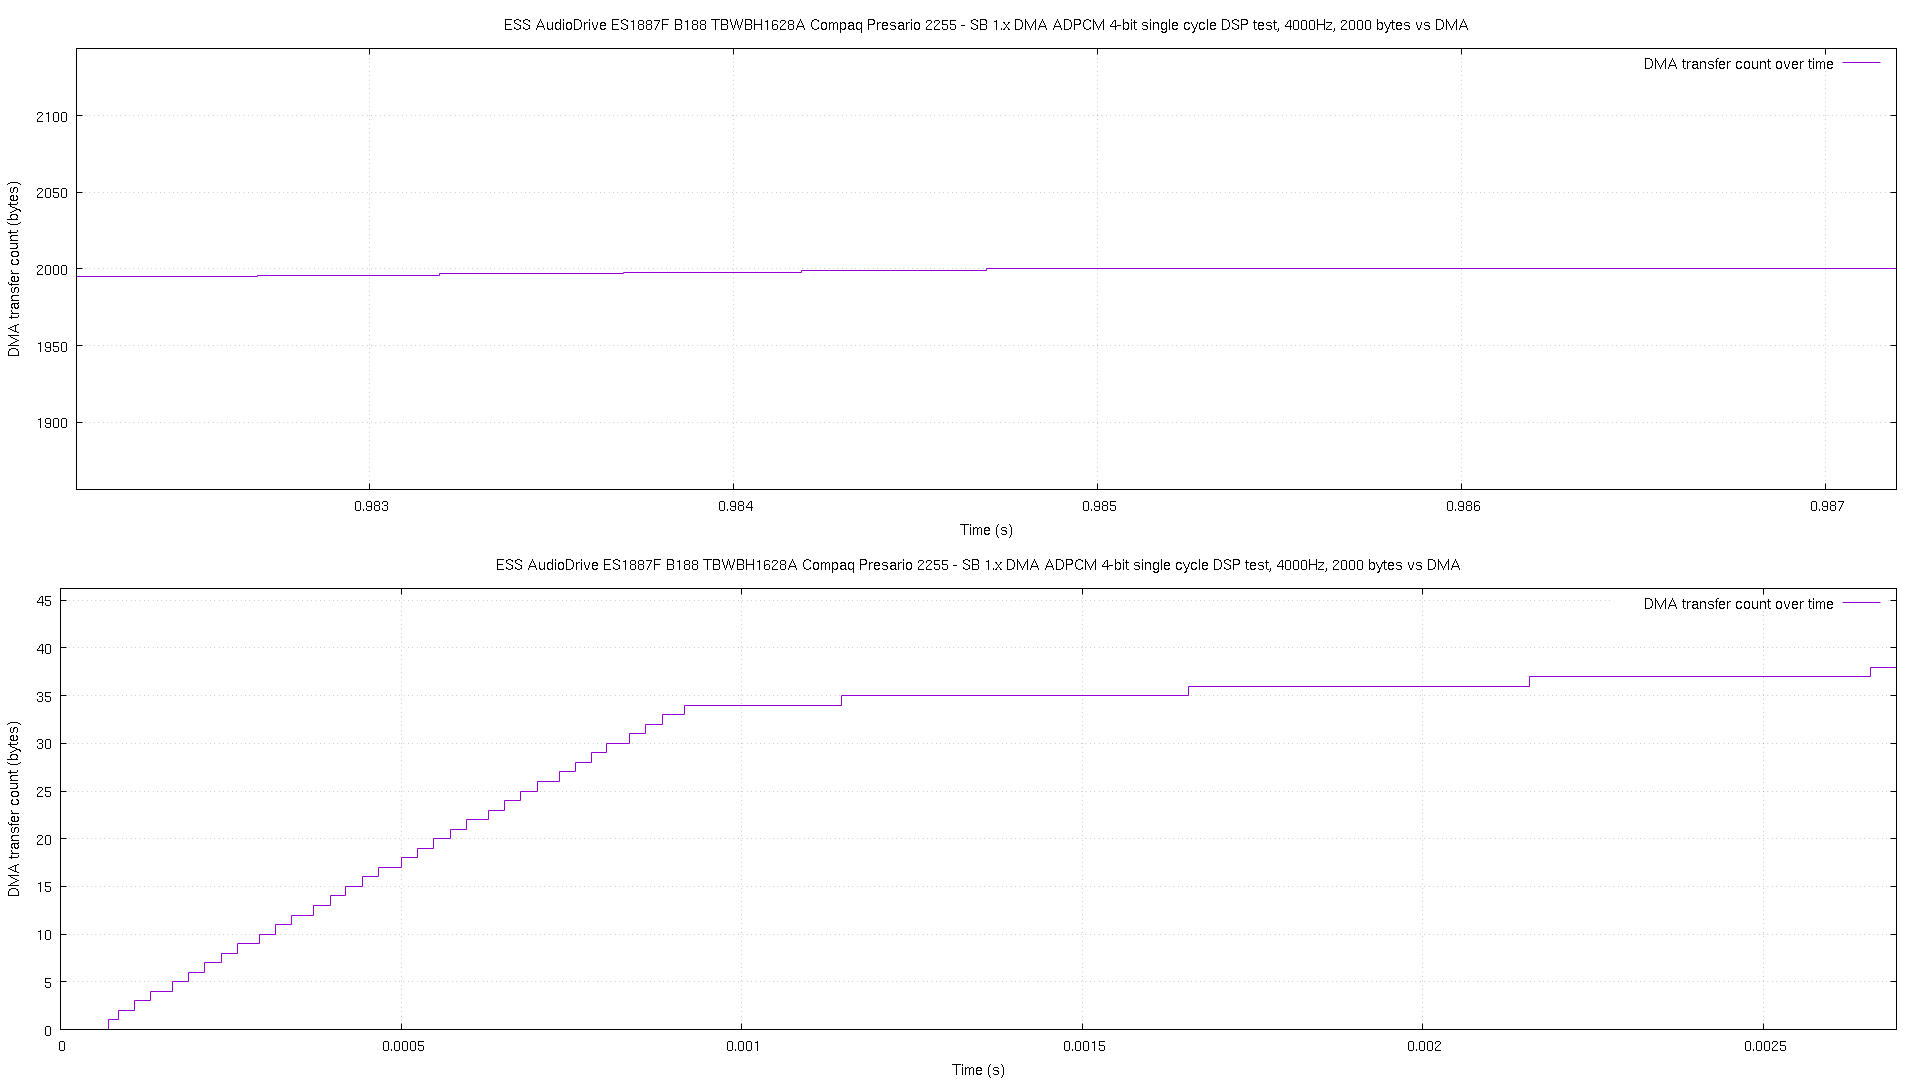 ESS AudioDrive ES1887F B188 TBWBH1628A Compaq Presario 2255 - SB 1.x DMA ADPCM 4-bit single cycle DSP test, 4000Hz, 2000 bytes vs DMA
DMA transfer count over time
2100
2050
2000
1950
1900
DMA transfer count (bytes)
0.983 0.984 0.985 0.986 0.987
Time (s)
ESS AudioDrive ES1887F B188 TBWBH1628A Compaq Presario 2255 - SB 1.x DMA ADPCM 4-bit single cycle DSP test, 4000Hz, 2000 bytes vs DMA
DMA transfer count over time
45
40
35
30
25
20
15
10
5
0
DMA transfer count (bytes)
0 0.0005 0.001 0.0015 0.002 0.0025
Time (s)